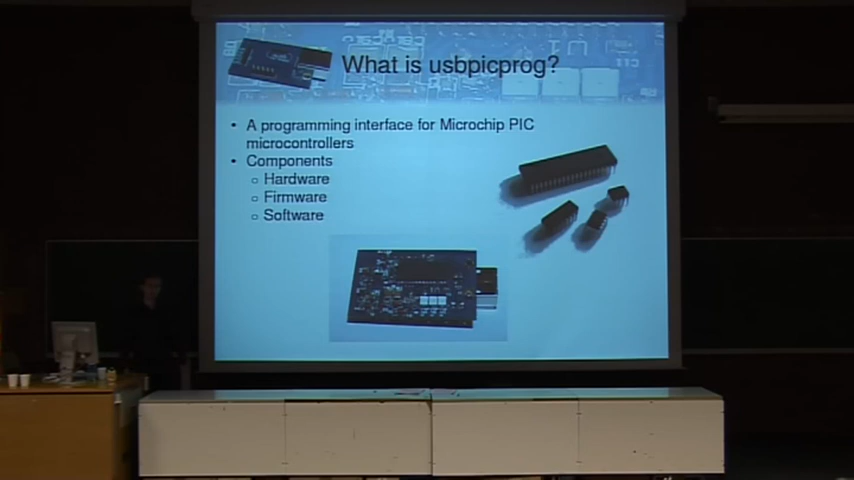 What is usbpicprog?
• A programming interface for Microchip PIC
microcontrollers
• Components
o Hardware
o Firmware
o Software